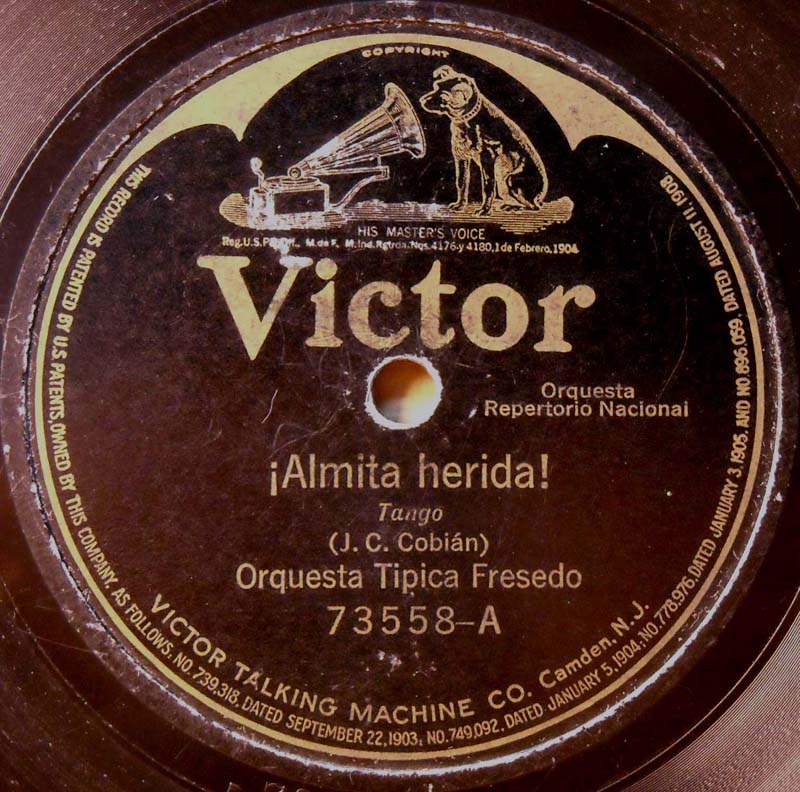 COPYRIGHT
HIS MASTER'S VOICE
Reg. U.S. M. de F. M. Ind. Rgtrda. Nos. 4176 y 4180, 1 de Febrero, 1904
Victor
Orquesta
Repertorio Nacional
¡Almita herida!
Tango
(J. C. Cobián)
Orquesta Tipica Fresedo
73558-A
VICTOR TALKING MACHINE CO. Camden, N. J.
THIS RECORD IS PATENTED BY U.S. PATENTS, OWNED BY THIS COMPANY, AS FOLLOWS: NO. 739,318, DATED SEPTEMBER 22, 1903; NO. 749,092, DATED JANUARY 5, 1904; NO. 778,976, DATED JANUARY 3, 1905, AND NO. 896,059, DATED AUGUST 11, 1908.